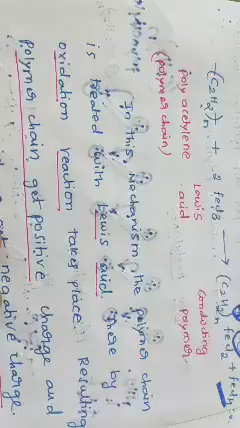 -(C2H2)n + 2 fecl3 → (C2H2)n fecl2 + fecl
poly acetylene Lewis conducting
(polymer chain) acid polymer
In this Mechanism, the polymer chain
is treated with Lewis acid. there by
oxidation reaction takes place. Resulting
polymer chain get positive charge and
negative charge